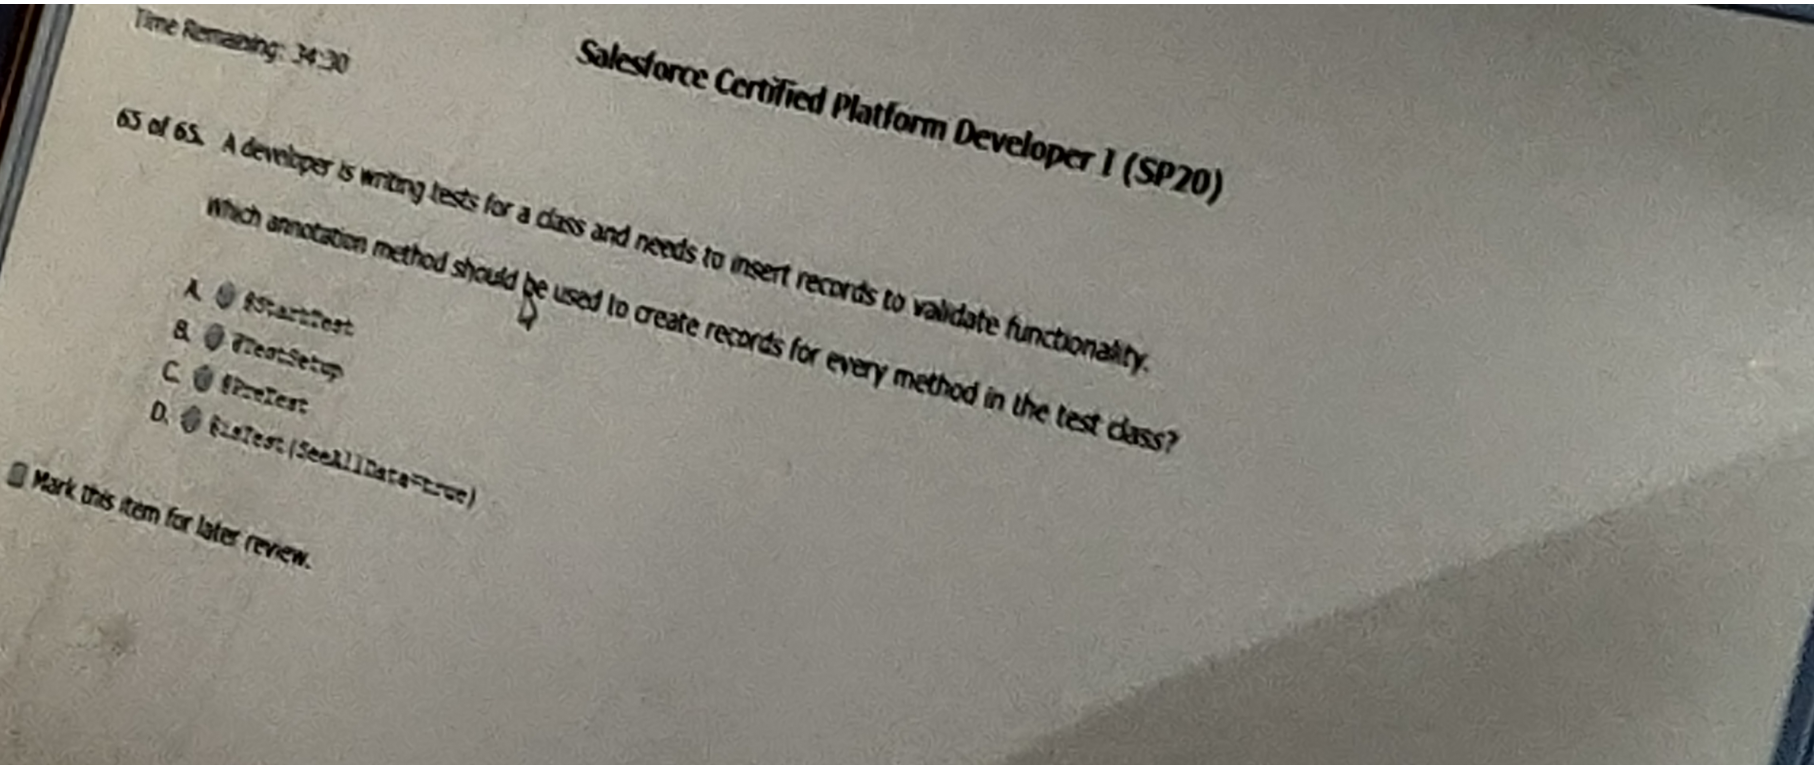 Time Remaining: 34:30
Salesforce Certified Platform Developer I (SP20)
65 of 65. A developer is writing tests for a class and needs to insert records to validate functionality.
Which annotation method should be used to create records for every method in the test class?
A. @StartTest
B. @TestSetup
C. @PreTest
D. @isTest(SeeAllData=true)
Mark this item for later review.